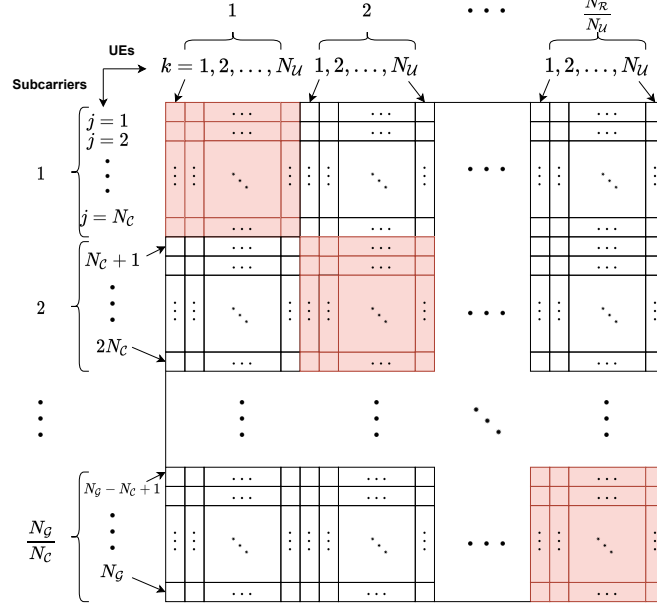 1 2 ··· N_R/N_U
UEs
Subcarriers
k = 1, 2, ..., N_U 1, 2, ..., N_U 1, 2, ..., N_U
j = 1
j = 2
1
j = N_C
N_C + 1
2
2N_C
N_G − N_C + 1
N_G/N_C
N_G